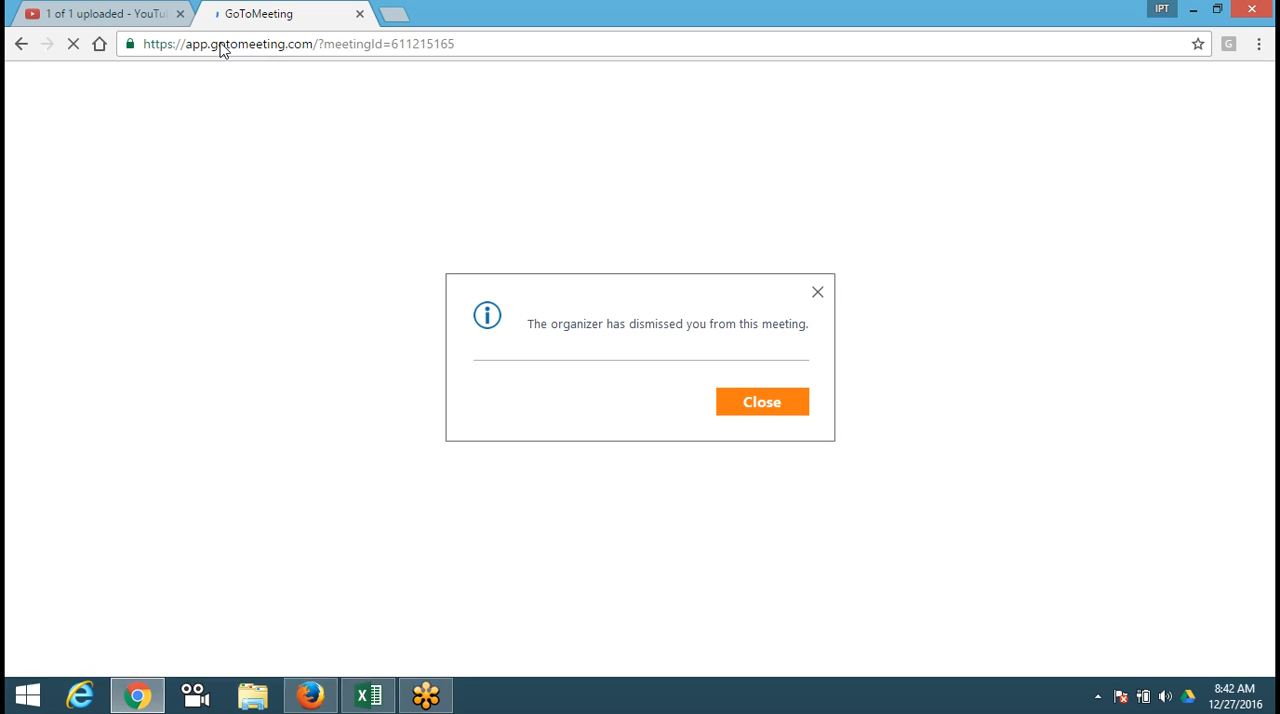 1 of 1 uploaded - YouTu
GoToMeeting
IPT
https://app.gotomeeting.com/?meetingId=611215165
G
The organizer has dismissed you from this meeting.
Close
8:42 AM
12/27/2016